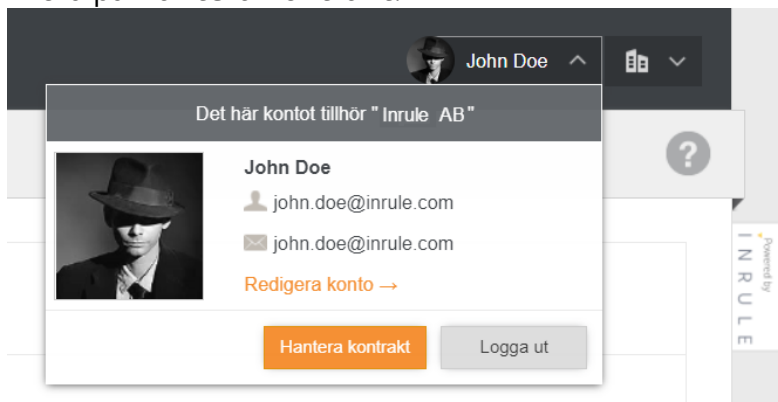 John Doe
Det här kontot tillhör "Inrule AB"
John Doe
john.doe@inrule.com
john.doe@inrule.com
Redigera konto →
Hantera kontrakt
Logga ut
?
Powered by
INRULE